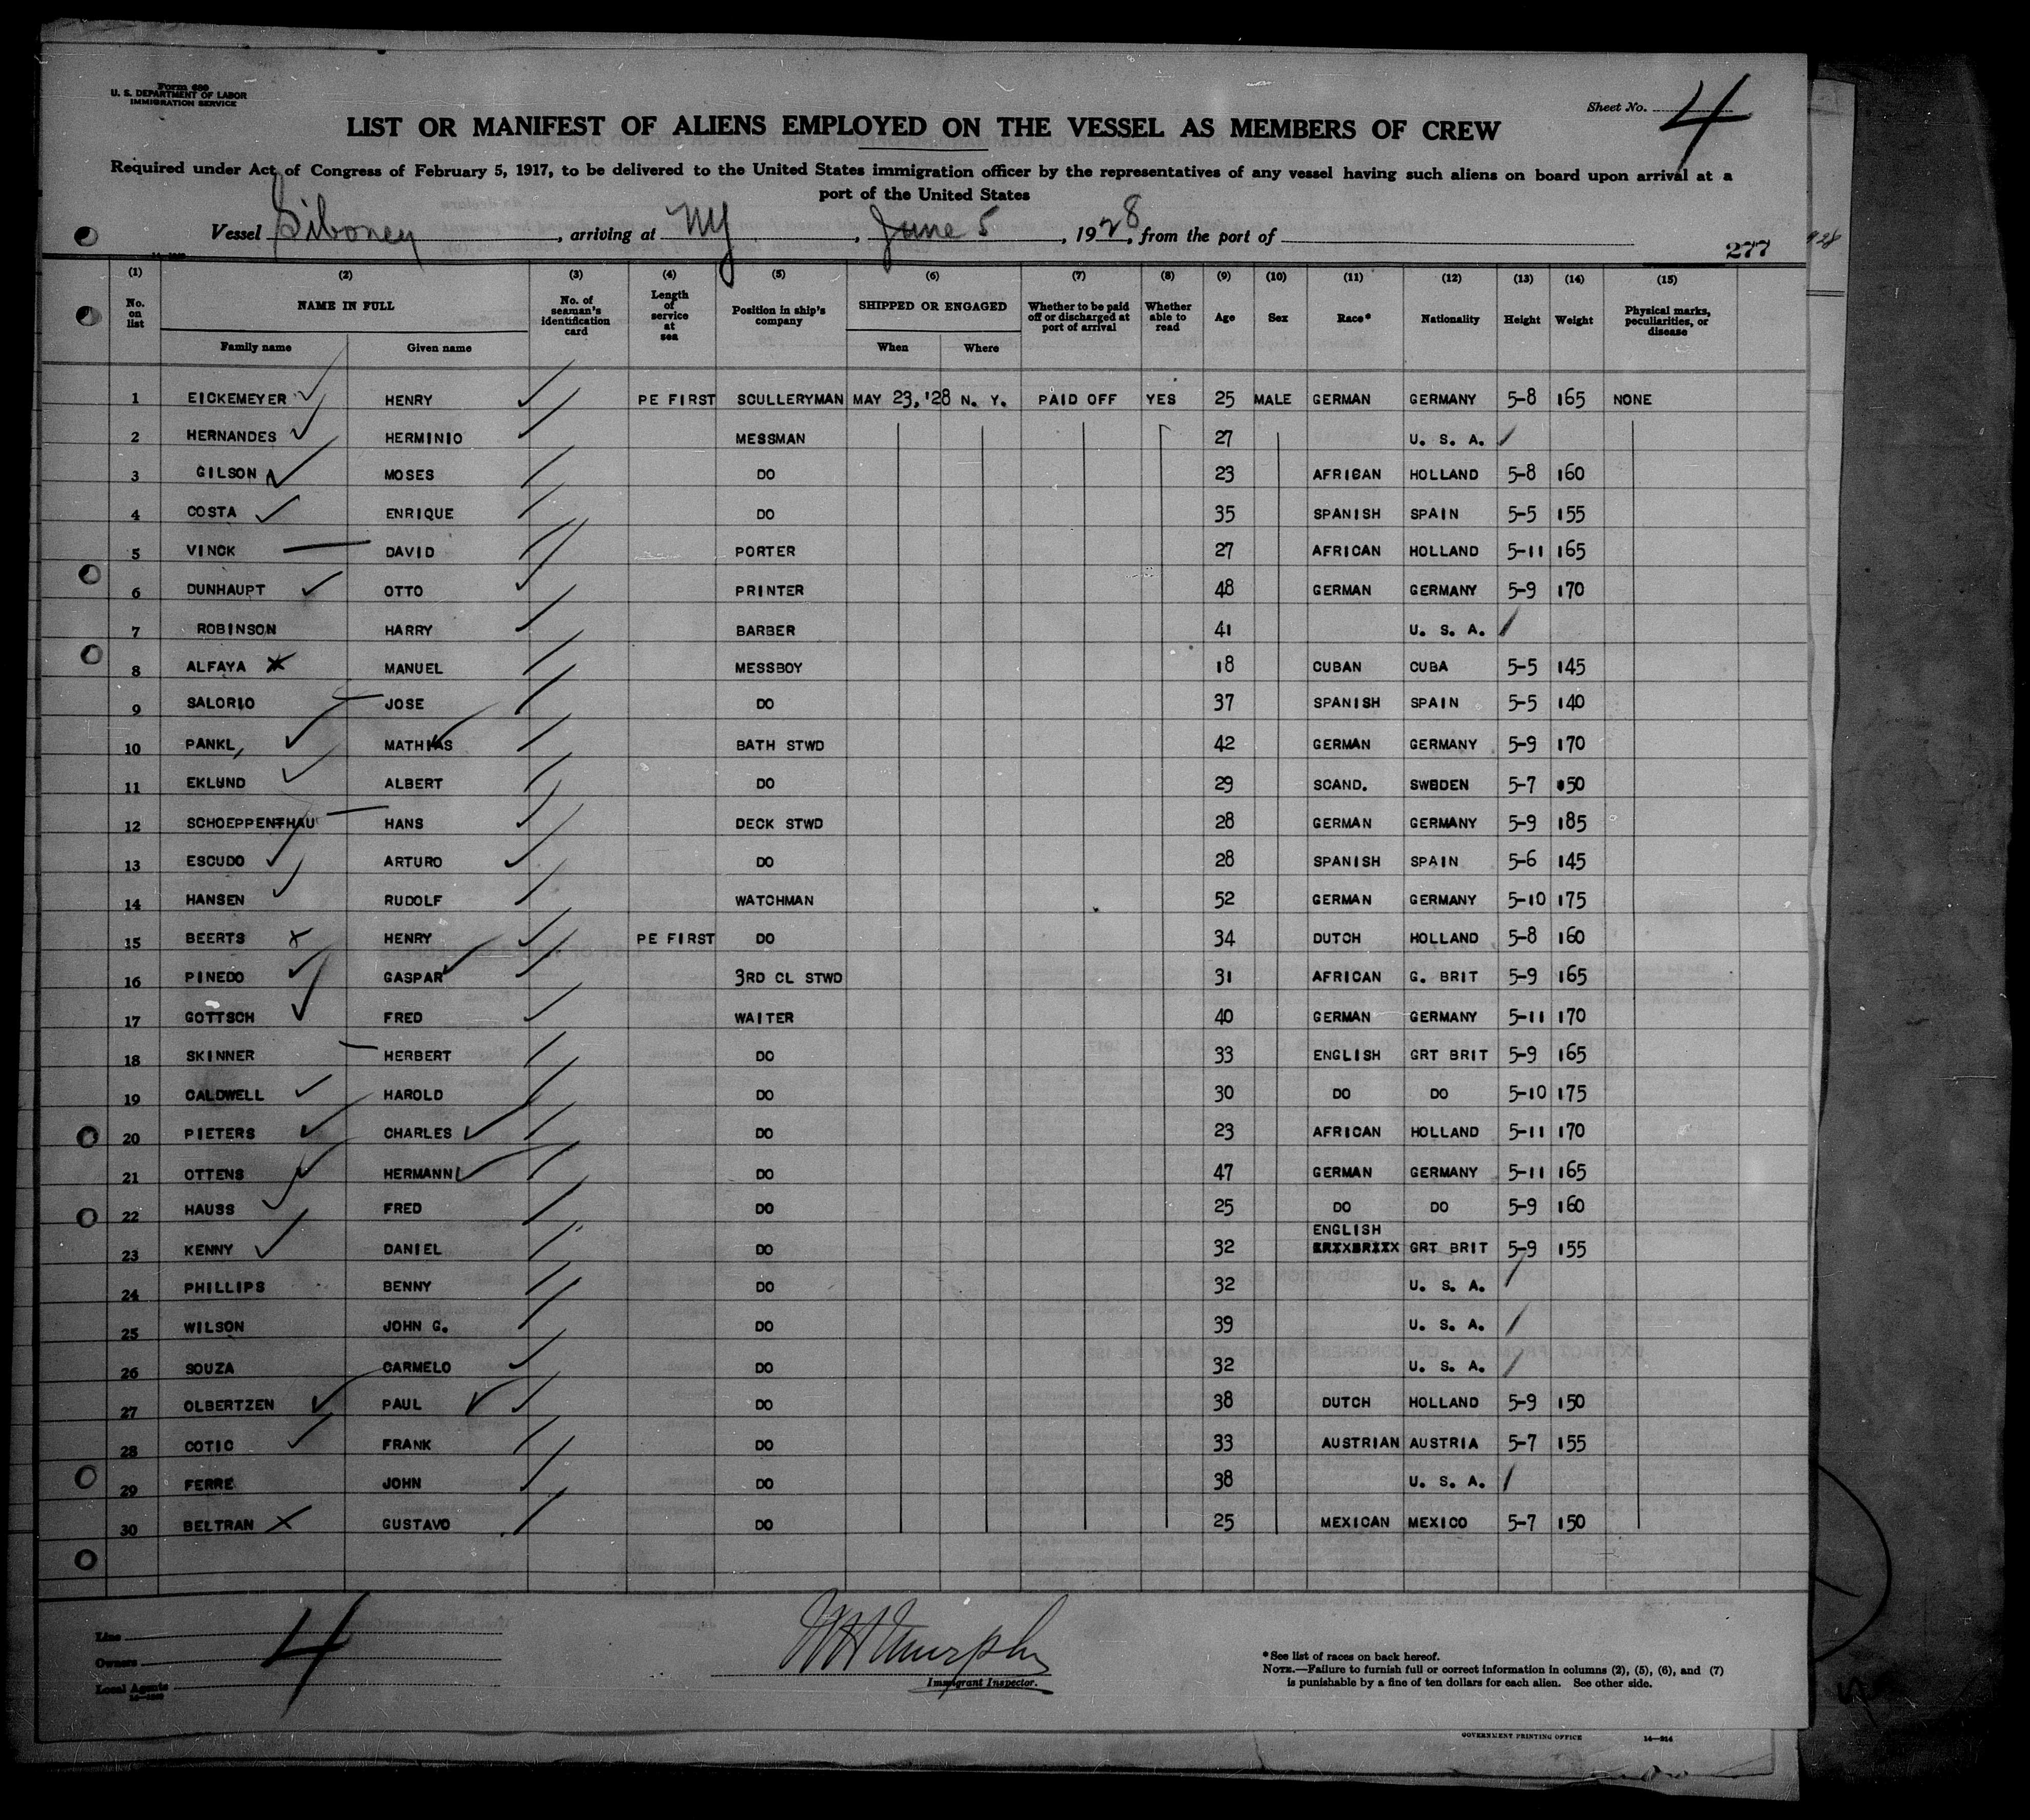 Form 680
U. S. DEPARTMENT OF LABOR
IMMIGRATION SERVICE
Sheet No. 4
LIST OR MANIFEST OF ALIENS EMPLOYED ON THE VESSEL AS MEMBERS OF CREW
Required under Act of Congress of February 5, 1917, to be delivered to the United States immigration officer by the representatives of any vessel having such aliens on board upon arrival at a
port of the United States
Vessel Siboney, arriving at NY, June 5, 1928, from the port of
277
(1) (2) (3) (4) (5) (6) (7) (8) (9) (10) (11) (12) (13) (14) (15)
No. on list NAME IN FULL No. of seaman's identification card Length of service at sea Position in ship's company SHIPPED OR ENGAGED Whether to be paid off or discharged at port of arrival Whether able to read Age Sex Race* Nationality Height Weight Physical marks, peculiarities, or disease
Family name Given name When Where
1 EICKEMEYER HENRY PE FIRST SCULLERYMAN MAY 23, '28 N. Y. PAID OFF YES 25 MALE GERMAN GERMANY 5-8 165 NONE
2 HERNANDES HERMINIO MESSMAN 27 U. S. A.
3 GILSON MOSES DO 23 AFRICAN HOLLAND 5-8 160
4 COSTA ENRIQUE DO 35 SPANISH SPAIN 5-5 155
5 VINCK DAVID PORTER 27 AFRICAN HOLLAND 5-11 165
6 DUNHAUPT OTTO PRINTER 48 GERMAN GERMANY 5-9 170
7 ROBINSON HARRY BARBER 41 U. S. A.
8 ALFAYA MANUEL MESSBOY 18 CUBAN CUBA 5-5 145
9 SALORIO JOSE DO 37 SPANISH SPAIN 5-5 140
10 PANKL, MATHIAS BATH STWD 42 GERMAN GERMANY 5-9 170
11 EKLUND ALBERT DO 29 SCAND. SWEDEN 5-7 150
12 SCHOEPPENTHAU HANS DECK STWD 28 GERMAN GERMANY 5-9 185
13 ESCUDO ARTURO DO 28 SPANISH SPAIN 5-6 145
14 HANSEN RUDOLF WATCHMAN 52 GERMAN GERMANY 5-10 175
15 BEERTS HENRY PE FIRST DO 34 DUTCH HOLLAND 5-8 160
16 PINEDO GASPAR 3RD CL STWD 31 AFRICAN G. BRIT 5-9 165
17 GOTTSCH FRED WAITER 40 GERMAN GERMANY 5-11 170
18 SKINNER HERBERT DO 33 ENGLISH GRT BRIT 5-9 165
19 CALDWELL HAROLD DO 30 DO DO 5-10 175
20 PIETERS CHARLES DO 23 AFRICAN HOLLAND 5-11 170
21 OTTENS HERMANN DO 47 GERMAN GERMANY 5-11 165
22 HAUSS FRED DO 25 DO DO 5-9 160
ENGLISH
23 KENNY DANIEL DO 32 GRT BRIT 5-9 155
24 PHILLIPS BENNY DO 32 U. S. A.
25 WILSON JOHN G. DO 39 U. S. A.
26 SOUZA CARMELO DO 32 U. S. A.
27 OLBERTZEN PAUL DO 38 DUTCH HOLLAND 5-9 150
28 COTIC FRANK DO 33 AUSTRIAN AUSTRIA 5-7 155
29 FERRE JOHN DO 38 U. S. A.
30 BELTRAN GUSTAVO DO 25 MEXICAN MEXICO 5-7 150
4
Line
Owners
Local Agents
WH Murphy
Immigrant Inspector.
*See list of races on back hereof.
NOTE.—Failure to furnish full or correct information in columns (2), (5), (6), and (7)
is punishable by a fine of ten dollars for each alien. See other side.
GOVERNMENT PRINTING OFFICE